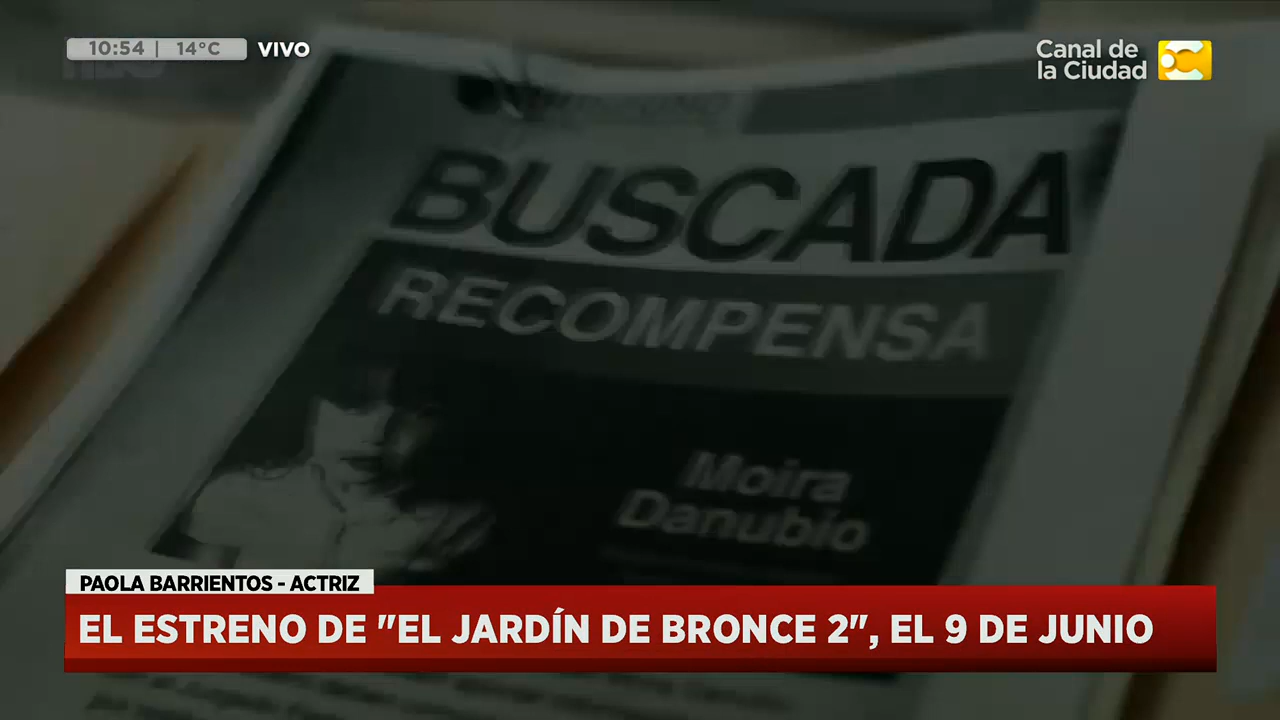 10:54 | 14°C VIVO
Canal de
la Ciudad
HBO
BUSCADA
RECOMPENSA
Moira
Danubio
PAOLA BARRIENTOS - ACTRIZ
EL ESTRENO DE "EL JARDÍN DE BRONCE 2", EL 9 DE JUNIO